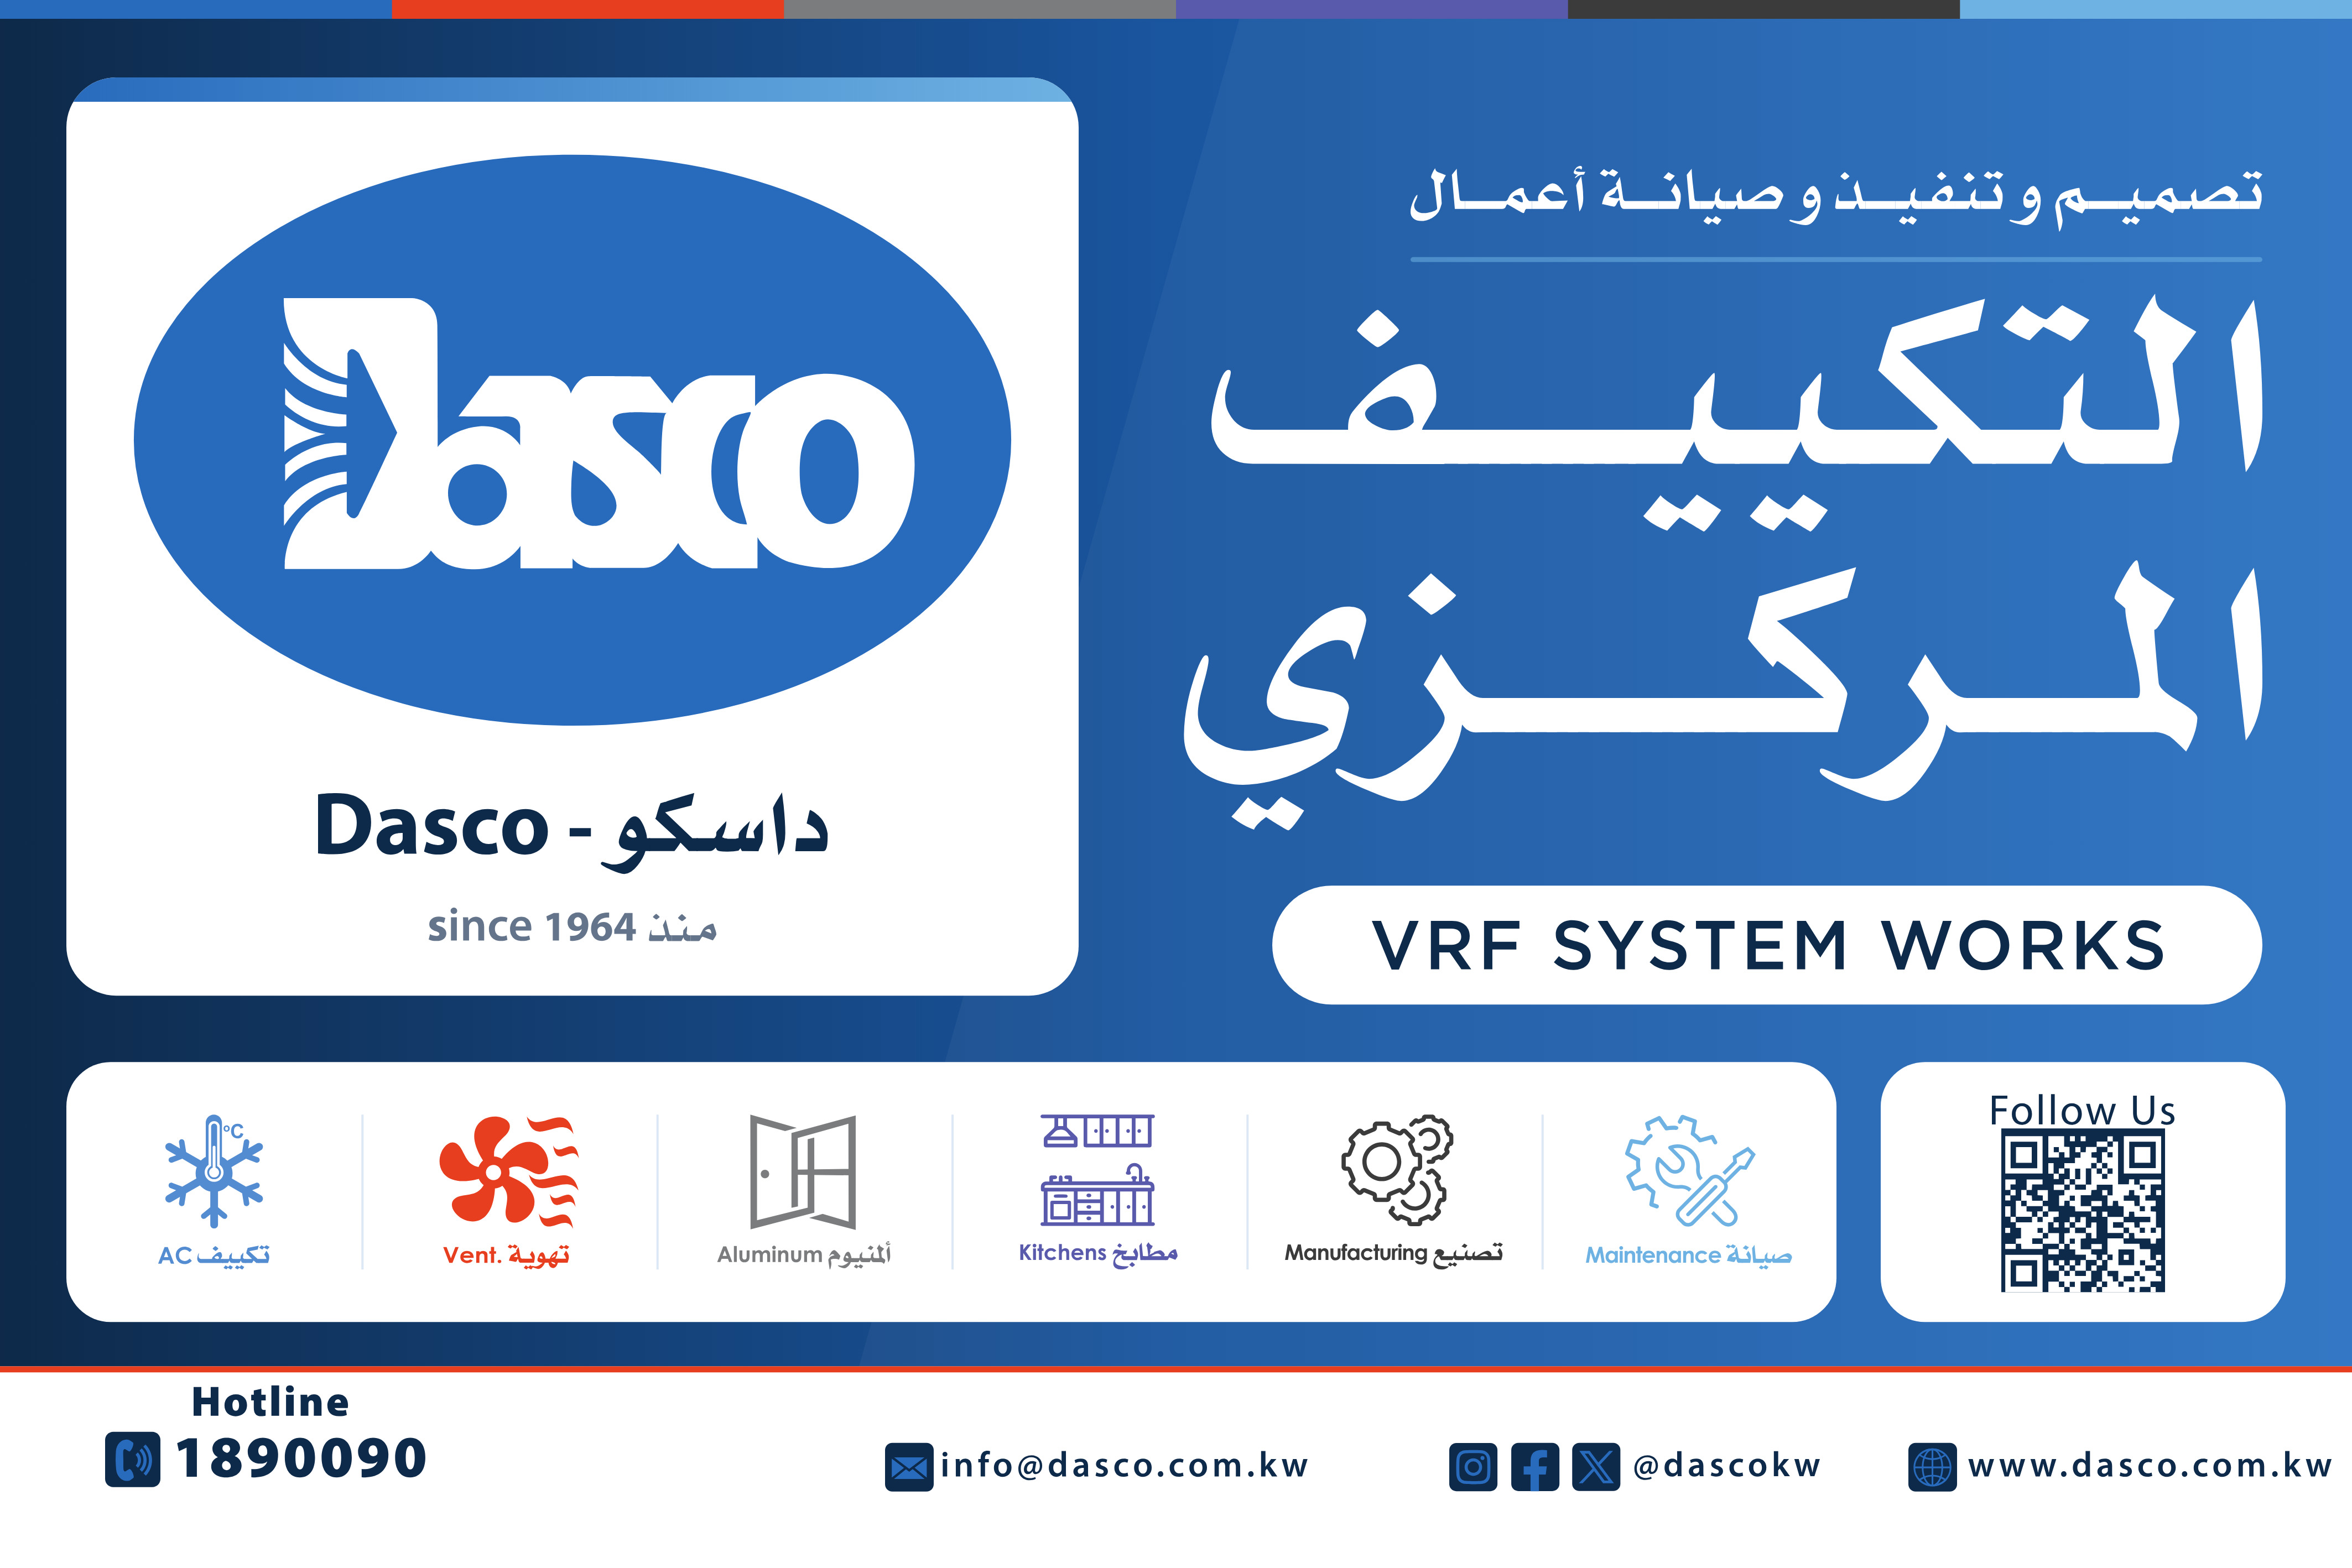 Dasco
Dasco - داسكو
since 1964 منذ
تصميم و تنفيذ و صيانة أعمال
التكييف
المركزي
VRF SYSTEM WORKS
°C
AC تكييف
Vent. تهوية
Aluminum ألمنيوم
Kitchens مطابخ
Manufacturing تصنيع
Maintenance صيانة
Follow Us
Hotline
1890090
info@dasco.com.kw
@dascokw
www.dasco.com.kw